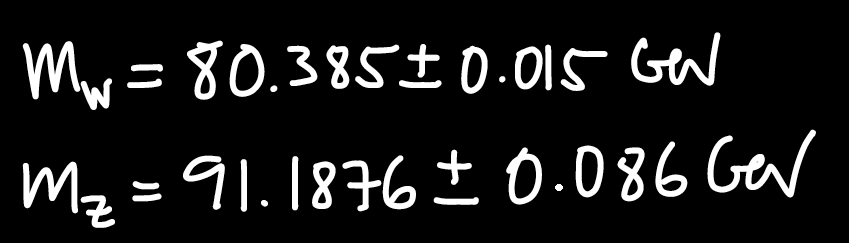 M_W = 80.385 ± 0.015 GeV
M_Z = 91.1876 ± 0.086 GeV